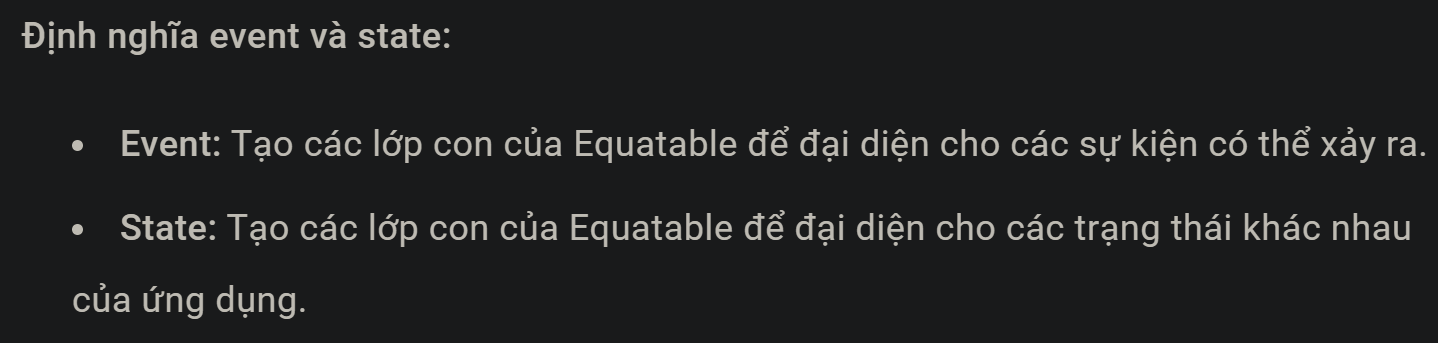 Định nghĩa event và state:
• Event: Tạo các lớp con của Equatable để đại diện cho các sự kiện có thể xảy ra.
• State: Tạo các lớp con của Equatable để đại diện cho các trạng thái khác nhau
của ứng dụng.